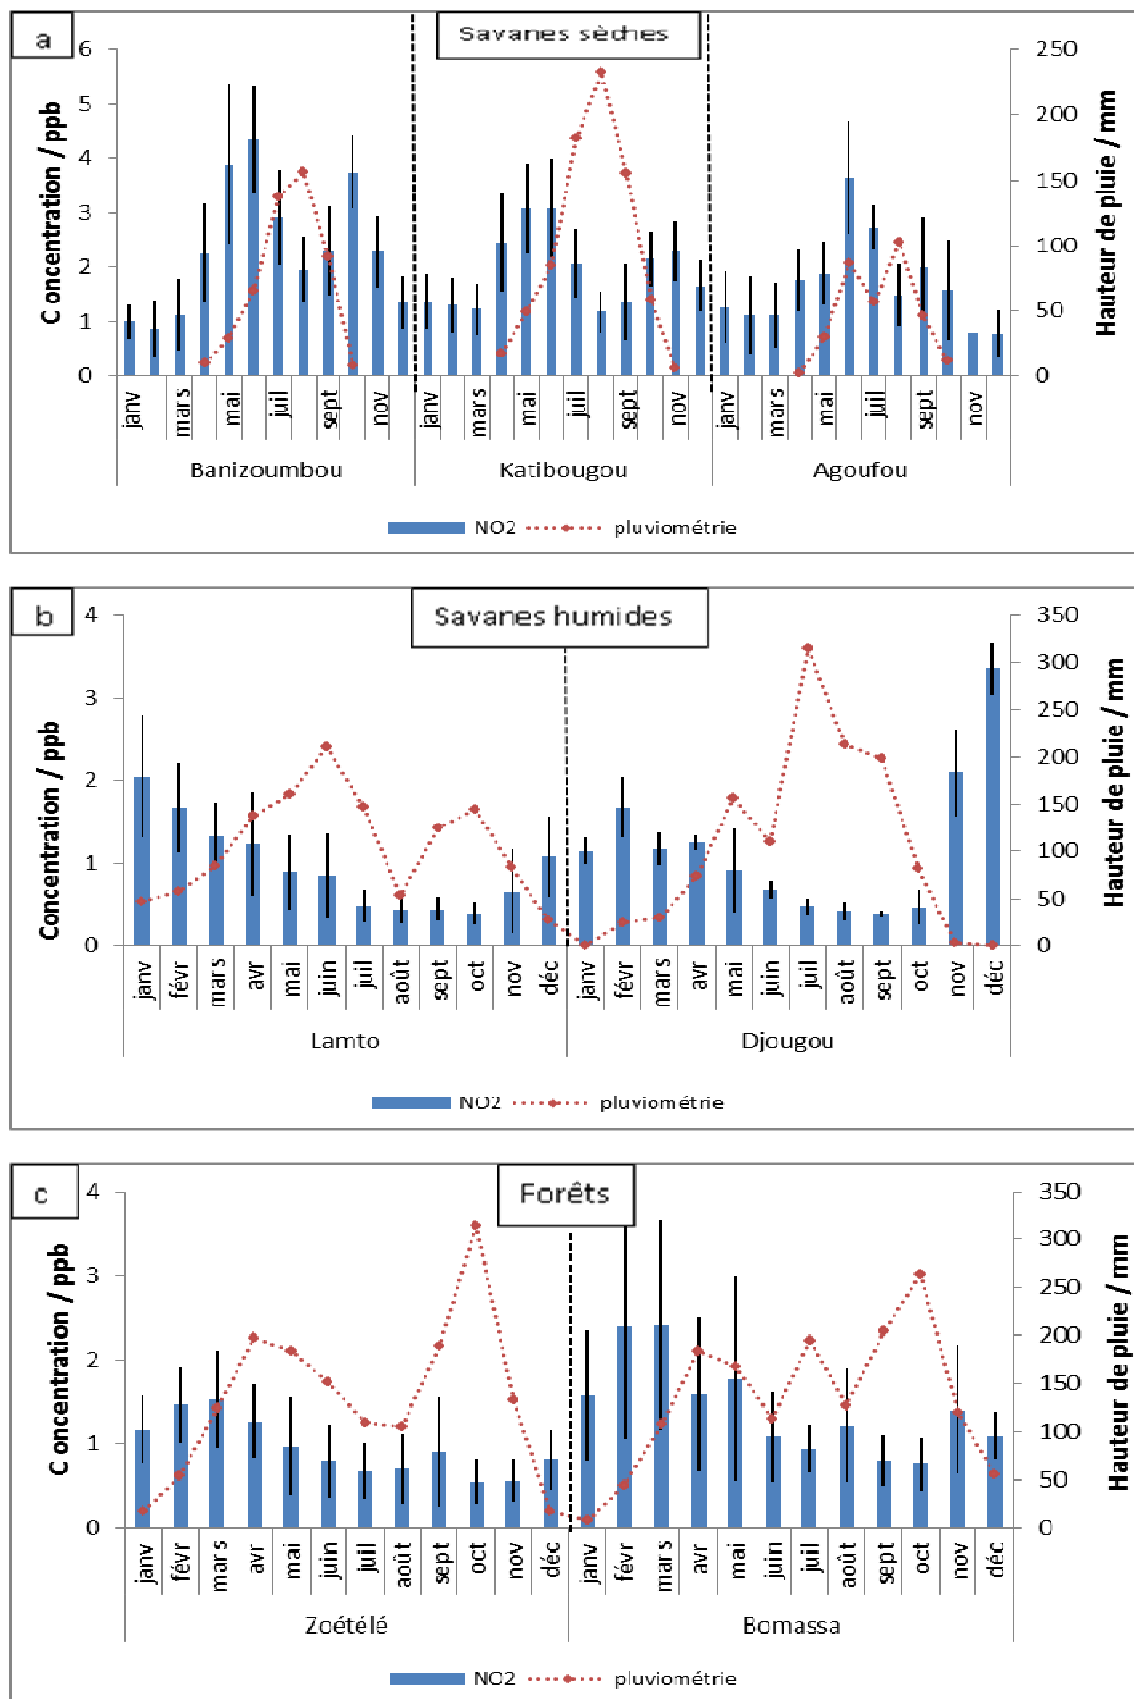 a
Savanes sèches
C oncentration / ppb
Hauteur de pluie / mm
6
5
4
3
2
1
0
250
200
150
100
50
0
janv mars mai juil sept nov janv mars mai juil sept nov janv mars mai juil sept nov
Banizoumbou Katibougou Agoufou
NO2 pluviométrie
b
Savanes humides
Concentration / ppb
Hauteur de pluie / mm
4
3
2
1
0
350
300
250
200
150
100
50
0
janv févr mars avr mai juin juil août sept oct nov déc janv févr mars avr mai juin juil août sept oct nov déc
Lamto Djougou
NO2 pluviométrie
c
Forêts
C oncentration / ppb
Hauteur de pluie / mm
4
3
2
1
0
350
300
250
200
150
100
50
0
janv févr mars avr mai juin juil août sept oct nov déc janv févr mars avr mai juin juil août sept oct nov déc
Zoétélé Bomassa
NO2 pluviométrie